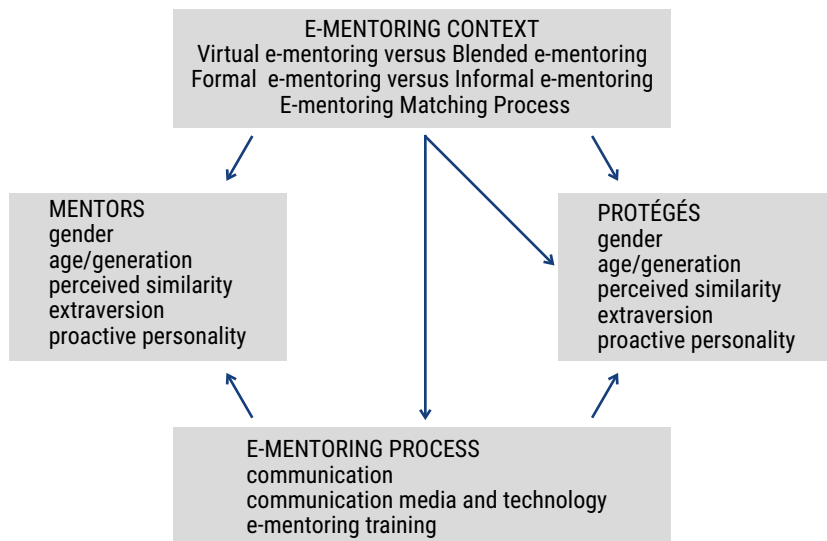 E-MENTORING CONTEXT
Virtual e-mentoring versus Blended e-mentoring
Formal e-mentoring versus Informal e-mentoring
E-mentoring Matching Process
MENTORS
gender
age/generation
perceived similarity
extraversion
proactive personality
PROTÉGÉS
gender
age/generation
perceived similarity
extraversion
proactive personality
E-MENTORING PROCESS
communication
communication media and technology
e-mentoring training